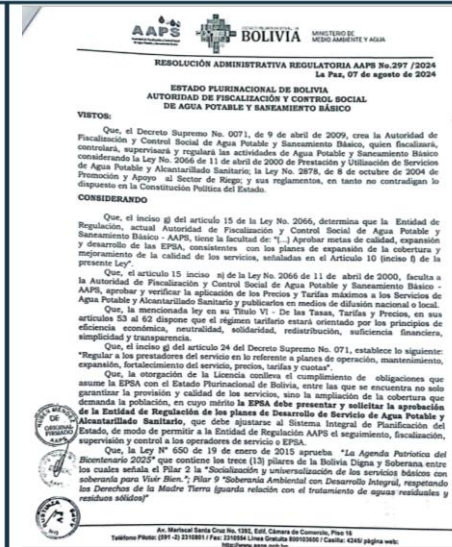 AAPS
ESTADO PLURINACIONAL DE
BOLIVIA
MINISTERIO DE
MEDIO AMBIENTE Y AGUA
RESOLUCIÓN ADMINISTRATIVA REGULATORIA AAPS No.297 /2024
La Paz, 07 de agosto de 2024
ESTADO PLURINACIONAL DE BOLIVIA
AUTORIDAD DE FISCALIZACIÓN Y CONTROL SOCIAL
DE AGUA POTABLE Y SANEAMIENTO BÁSICO
VISTOS:
Que, el Decreto Supremo No. 0071, de 9 de abril de 2009, crea la Autoridad de
Fiscalización y Control Social de Agua Potable y Saneamiento Básico, quien fiscalizará,
controlará, supervisará y regulará las actividades de Agua Potable y Saneamiento Básico
considerando la Ley No. 2066 de 11 de abril de 2000 de Prestación y Utilización de Servicios
de Agua Potable y Alcantarillado Sanitario; la Ley No. 2878, de 8 de octubre de 2004 de
Promoción y Apoyo al Sector de Riego; y sus reglamentos, en tanto no contradigan lo
dispuesto en la Constitución Política del Estado.
CONSIDERANDO
Que, el inciso g) del artículo 15 de la Ley No. 2066, determina que la Entidad de
Regulación, actual Autoridad de Fiscalización y Control Social de Agua Potable y
Saneamiento Básico - AAPS, tiene la facultad de: "(...) Aprobar metas de calidad, expansión
y desarrollo de las EPSA, consistentes con los planes de expansión de la cobertura y
mejoramiento de la calidad de los servicios, señaladas en el Artículo 10 (inciso f) de la
presente Ley".
Que, el artículo 15 inciso n) de la Ley No. 2066 de 11 de abril de 2000, faculta a
la Autoridad de Fiscalización y Control Social de Agua Potable y Saneamiento Básico -
AAPS, aprobar y verificar la aplicación de los Precios y Tarifas máximos a los Servicios de
Agua Potable y Alcantarillado Sanitario y publicarlos en medios de difusión nacional o local.
Que, la mencionada ley en su Titulo VI - De las Tasas, Tarifas y Precios, en sus
artículos 53 al 62 dispone que el régimen tarifario estará orientado por los principios de
eficiencia económica, neutralidad, solidaridad, redistribución, suficiencia financiera,
simplicidad y transparencia.
Que, el inciso g) del artículo 24 del Decreto Supremo No. 071, establece lo siguiente:
"Regular a los prestadores del servicio en lo referente a planes de operación, mantenimiento,
expansión, fortalecimiento del servicio, precios, tarifas y cuotas".
Que, la otorgación de la Licencia conlleva el cumplimiento de obligaciones que
asume la EPSA con el Estado Plurinacional de Bolivia, entre las que se encuentra no solo
garantizar la provisión y calidad de los servicios, sino la ampliación de la cobertura que
demanda la población, en cuyo mérito la EPSA debe presentar y solicitar la aprobación
de la Entidad de Regulación de los planes de Desarrollo de Servicio de Agua Potable y
Alcantarillado Sanitario, que debe ajustarse al Sistema Integral de Planificación del
Estado, de modo de permitir a la Entidad de Regulación AAPS el seguimiento, fiscalización,
supervisión y control a los operadores de servicio o EPSA.
Que, la Ley N° 650 de 19 de enero de 2015 aprueba "La Agenda Patriotica del
Bicentenario 2025" que contiene los trece (13) pilares de la Bolivia Digna y Soberana entre
los cuales señala el Pilar 2 la "Socialización y universalización de los servicios básicos con
soberanía para Vivir Bien."; Pilar 9 "Soberania Ambiental con Desarrollo Integral, respetando
los Derechos de la Madre Tierra (guarda relación con el tratamiento de aguas residuales y
residuos sólidos)"
ORIGINAL
FIRMADO
Av. Mariscal Santa Cruz No. 1392, Edif. Cámara de Comercio, Piso 16